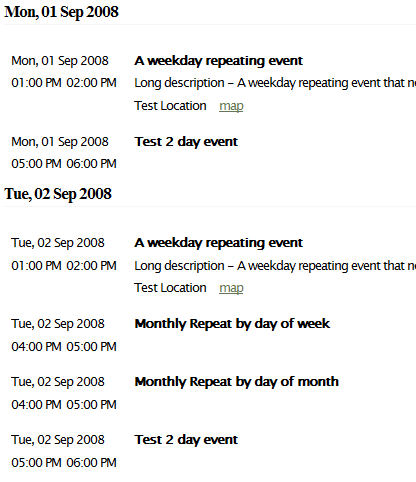 Mon, 01 Sep 2008
Mon, 01 Sep 2008 A weekday repeating event
01:00 PM 02:00 PM Long description – A weekday repeating event that
Test Location map
Mon, 01 Sep 2008 Test 2 day event
05:00 PM 06:00 PM
Tue, 02 Sep 2008
Tue, 02 Sep 2008 A weekday repeating event
01:00 PM 02:00 PM Long description – A weekday repeating event that
Test Location map
Tue, 02 Sep 2008 Monthly Repeat by day of week
04:00 PM 05:00 PM
Tue, 02 Sep 2008 Monthly Repeat by day of month
04:00 PM 05:00 PM
Tue, 02 Sep 2008 Test 2 day event
05:00 PM 06:00 PM